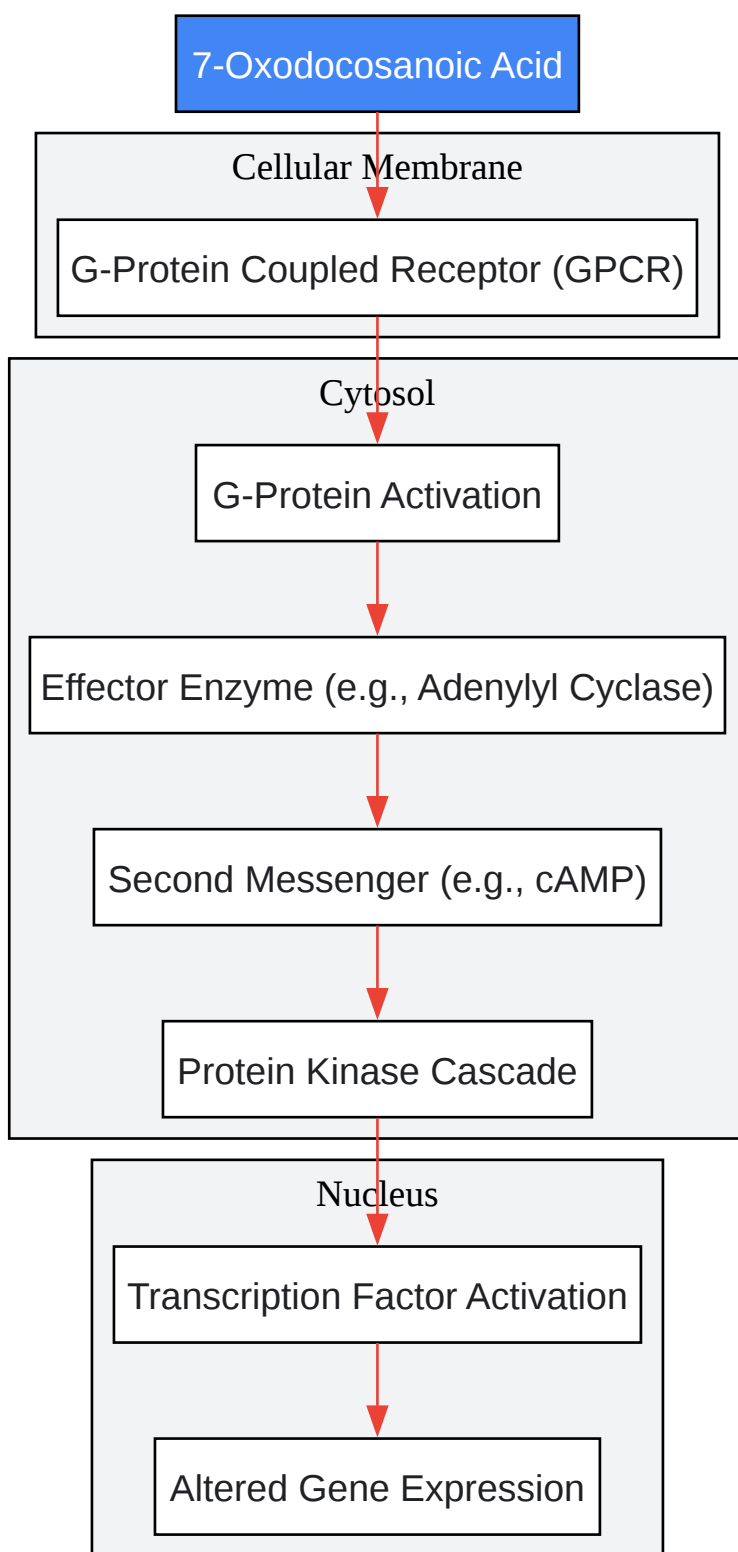 7-Oxodocosanoic Acid
Cellular Membrane
G-Protein Coupled Receptor (GPCR)
Cytosol
G-Protein Activation
Effector Enzyme (e.g., Adenylyl Cyclase)
Second Messenger (e.g., cAMP)
Protein Kinase Cascade
Nucleus
Transcription Factor Activation
Altered Gene Expression